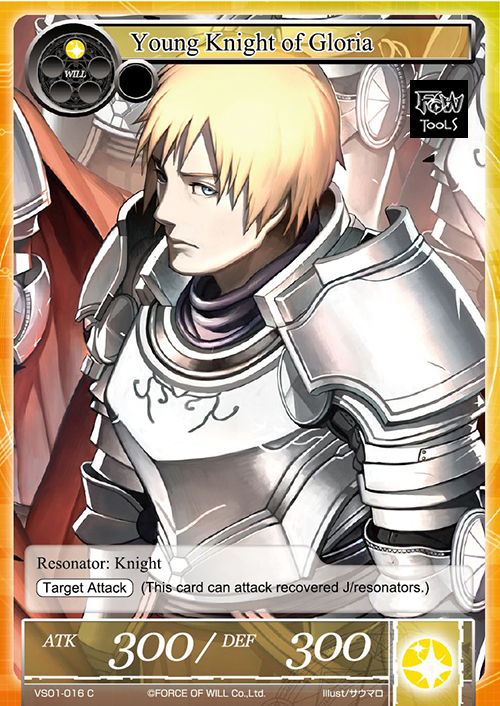 Young Knight of Gloria
WILL
FOW
TOOLS
Resonator: Knight
Target Attack (This card can attack recovered J/resonators.)
ATK 300/ DEF 300
VS01-016 C ©FORCE OF WILL Co.,Ltd. Illust/サウマロ